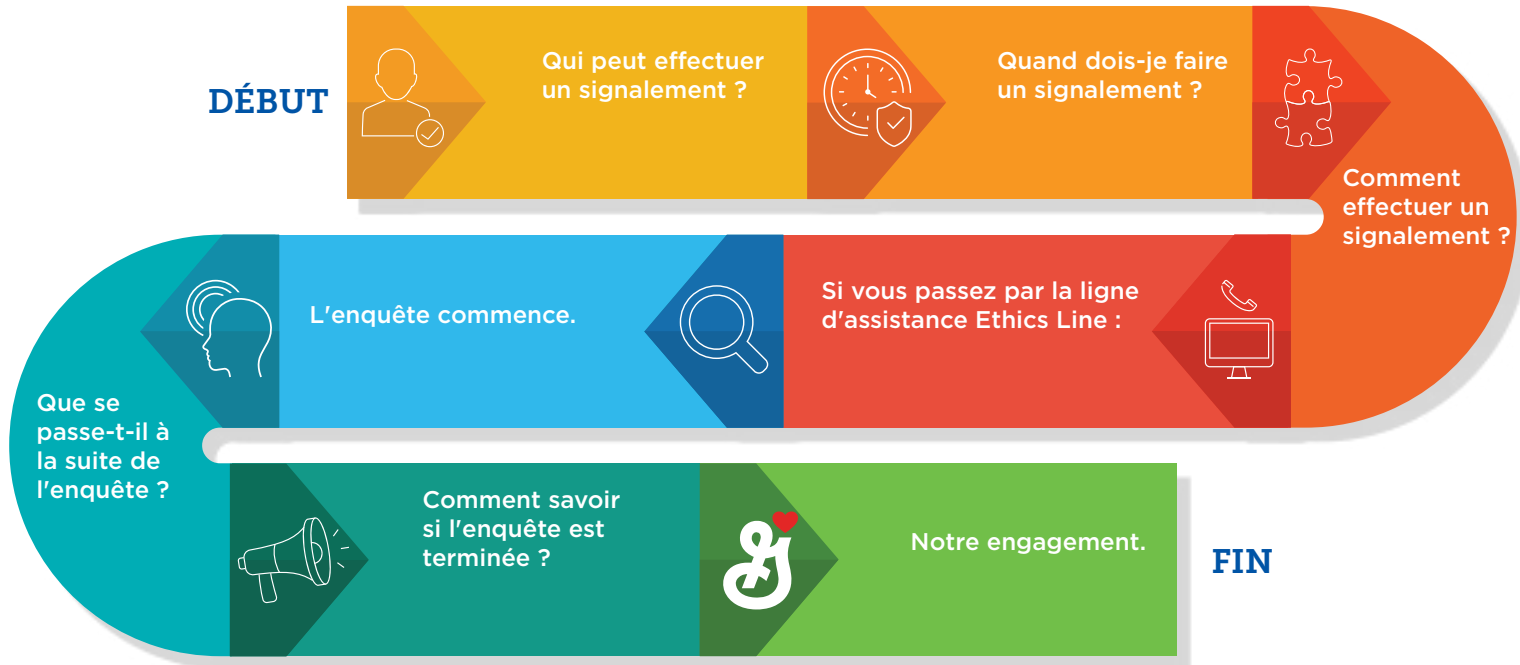 DÉBUT
Qui peut effectuer
un signalement ?
Quand dois-je faire
un signalement ?
Comment
effectuer un
signalement ?
Si vous passez par la ligne
d'assistance Ethics Line :
L'enquête commence.
Que se
passe-t-il à
la suite de
l'enquête ?
Comment savoir
si l'enquête est
terminée ?
Notre engagement.
FIN